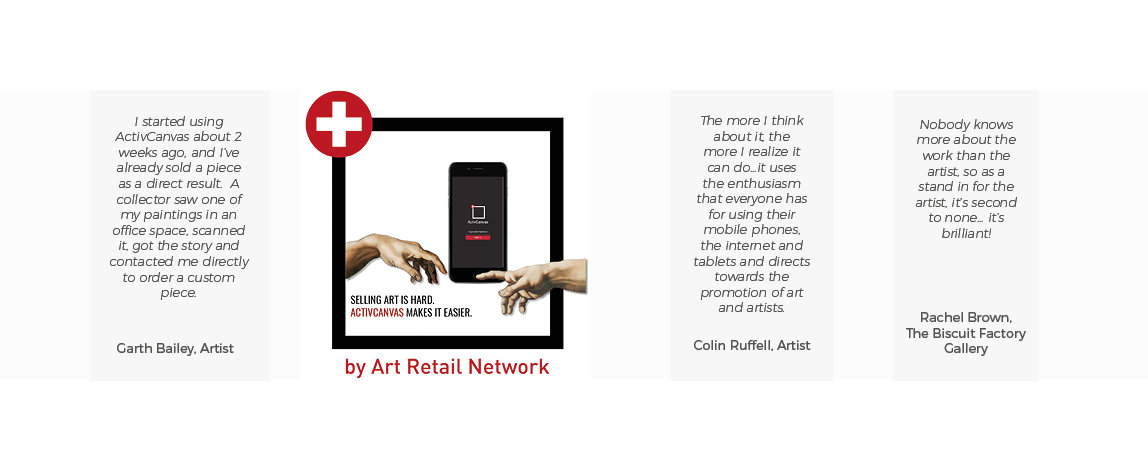 I started using
ActivCanvas about 2
weeks ago, and I've
already sold a piece
as a direct result. A
collector saw one of
my paintings in an
office space, scanned
it, got the story and
contacted me directly
to order a custom
piece.
Garth Bailey, Artist
ActivCanvas
SELLING ART IS HARD.
ACTIVCANVAS MAKES IT EASIER.
by Art Retail Network
The more I think
about it, the
more I realize it
can do...it uses
the enthusiasm
that everyone has
for using their
mobile phones,
the internet and
tablets and directs
towards the
promotion of art
and artists.
Colin Ruffell, Artist
Nobody knows
more about the
work than the
artist, so as a
stand in for the
artist, it's second
to none... it's
brilliant!
Rachel Brown,
The Biscuit Factory
Gallery